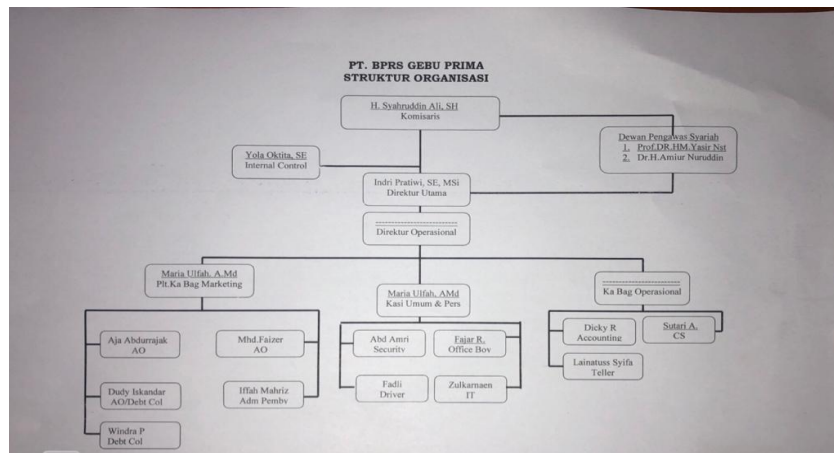 PT. BPRS GEBU PRIMA
STRUKTUR ORGANISASI
H. Syahruddin Ali, SH
Komisaris
Dewan Pengawas Syariah
1. Prof.DR.HM.Yasir Nst
2. Dr.H.Amiur Nuruddin
Yola Oktita, SE
Internal Control
Indri Pratiwi, SE, MSi
Direktur Utama
Direktur Operasional
Maria Ulfah, A.Md
Plt.Ka Bag Marketing
Maria Ulfah, AMd
Kasi Umum & Pers
Ka Bag Operasional
Aja Abdurrajak
AO
Mhd.Faizer
AO
Abd Amri
Security
Fajar R.
Office Boy
Dicky R
Accounting
Sutari A.
CS
Lainatuss Syifa
Teller
Dudy Iskandar
AO/Debt Col
Iffah Mahriz
Adm Pemby
Fadli
Driver
Zulkarnaen
IT
Windra P
Debt Col